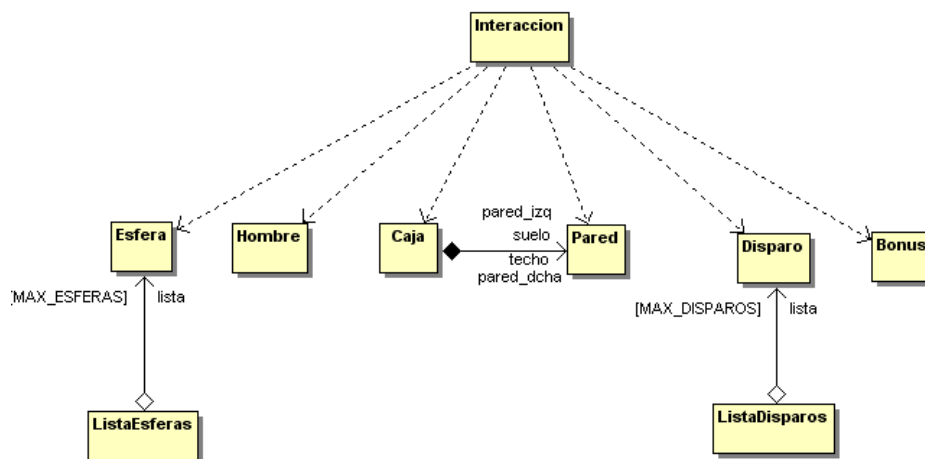 Interaccion
pared_izq
Esfera
Hombre
Caja
suelo
Pared
Disparo
Bonus
techo
pared_dcha
[MAX_ESFERAS]
lista
[MAX_DISPAROS]
lista
ListaEsferas
ListaDisparos